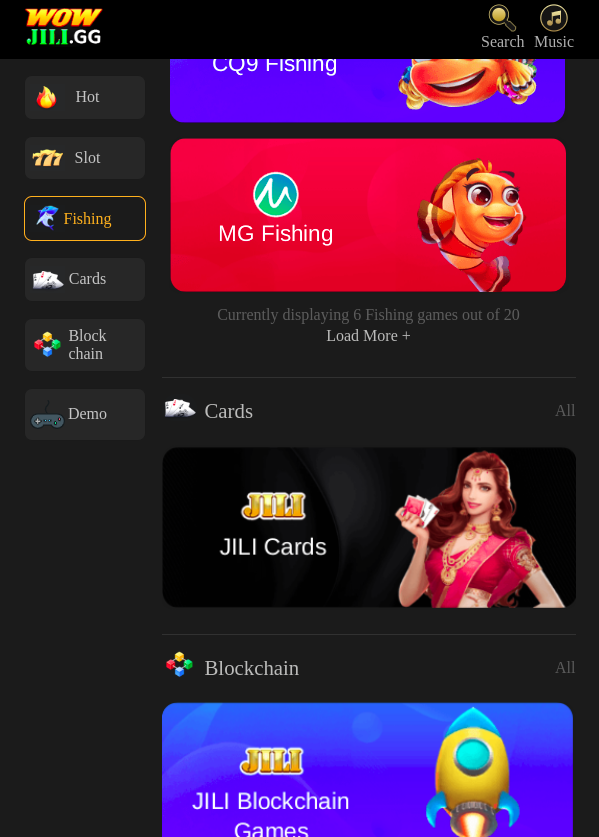 WOW
JILI.GG
Search
Music
Hot
777 Slot
Fishing
Cards
Block
chain
Demo
CQ9 Fishing
MG Fishing
Currently displaying 6 Fishing games out of 20
Load More +
Cards
All
JILI
JILI Cards
Blockchain
All
JILI
JILI Blockchain
Games